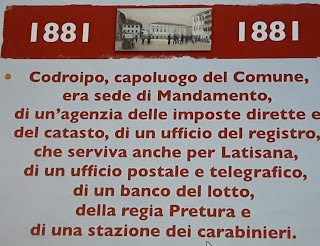 1881 1881
Codroipo, capoluogo del Comune,
era sede di Mandamento,
di un'agenzia delle imposte dirette e
del catasto, di un ufficio del registro,
che serviva anche per Latisana,
di un ufficio postale e telegrafico,
di un banco del lotto,
della regia Pretura e
di una stazione dei carabinieri.